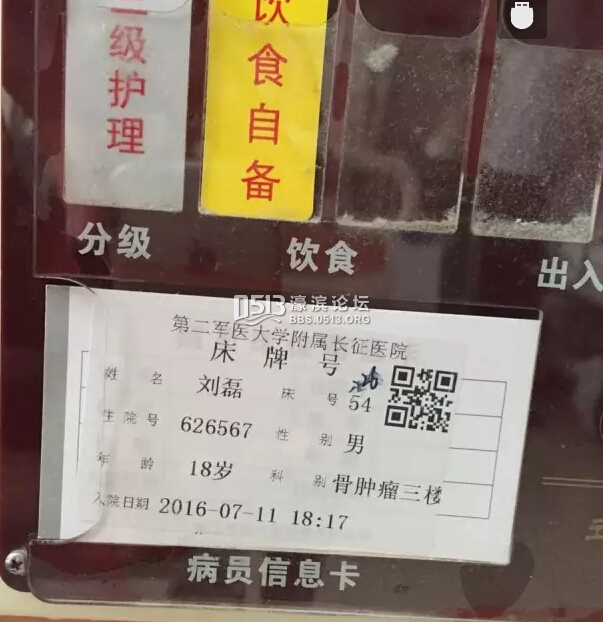 级护理
饮食自备
分级
饮食
出入
0513 濠滨论坛
BBS.0513.ORG
第二军医大学附属长征医院
床牌号
姓名 刘磊 床号 54
26
住院号 626567 性别 男
年龄 18岁 科别 骨肿瘤三楼
入院日期 2016-07-11 18:17
病员信息卡